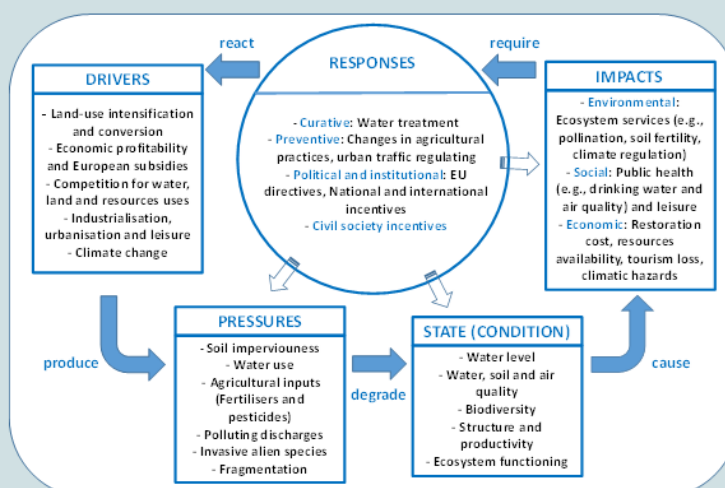 react
require
RESPONSES
DRIVERS
- Land-use intensification
and conversion
- Economic profitability
and European subsidies
- Competition for water,
land and resources uses
- Industrialisation,
urbanisation and leisure
- Climate change
- Curative: Water treatment
- Preventive: Changes in agricultural
practices, urban traffic regulating
- Political and institutional: EU
directives, National and international
incentives
- Civil society incentives
IMPACTS
- Environmental:
Ecosystem services (e.g.,
pollination, soil fertility,
climate regulation)
- Social: Public health
(e.g., drinking water and
air quality) and leisure
- Economic: Restoration
cost, resources
availability, tourism loss,
climatic hazards
produce
PRESSURES
- Soil imperviousness
- Water use
- Agricultural inputs
(Fertilisers and
pesticides)
- Polluting discharges
- Invasive alien species
- Fragmentation
degrade
STATE (CONDITION)
- Water level
- Water, soil and air
quality
- Biodiversity
- Structure and
productivity
- Ecosystem functioning
cause